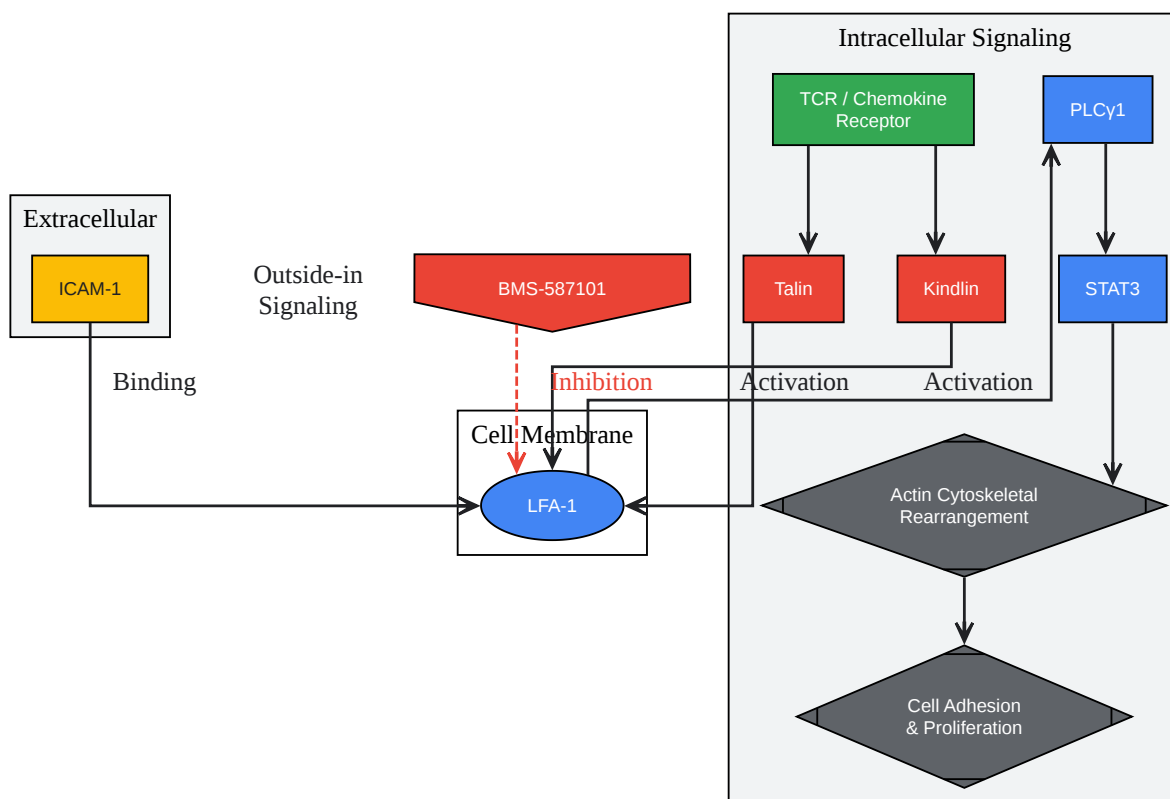 Intracellular Signaling
TCR / Chemokine
Receptor
PLCγ1
Extracellular
ICAM-1
Outside-in
Signaling
BMS-587101
Talin
Kindlin
STAT3
Binding
Inhibition
Activation
Activation
Cell Membrane
LFA-1
Actin Cytoskeletal
Rearrangement
Cell Adhesion
& Proliferation